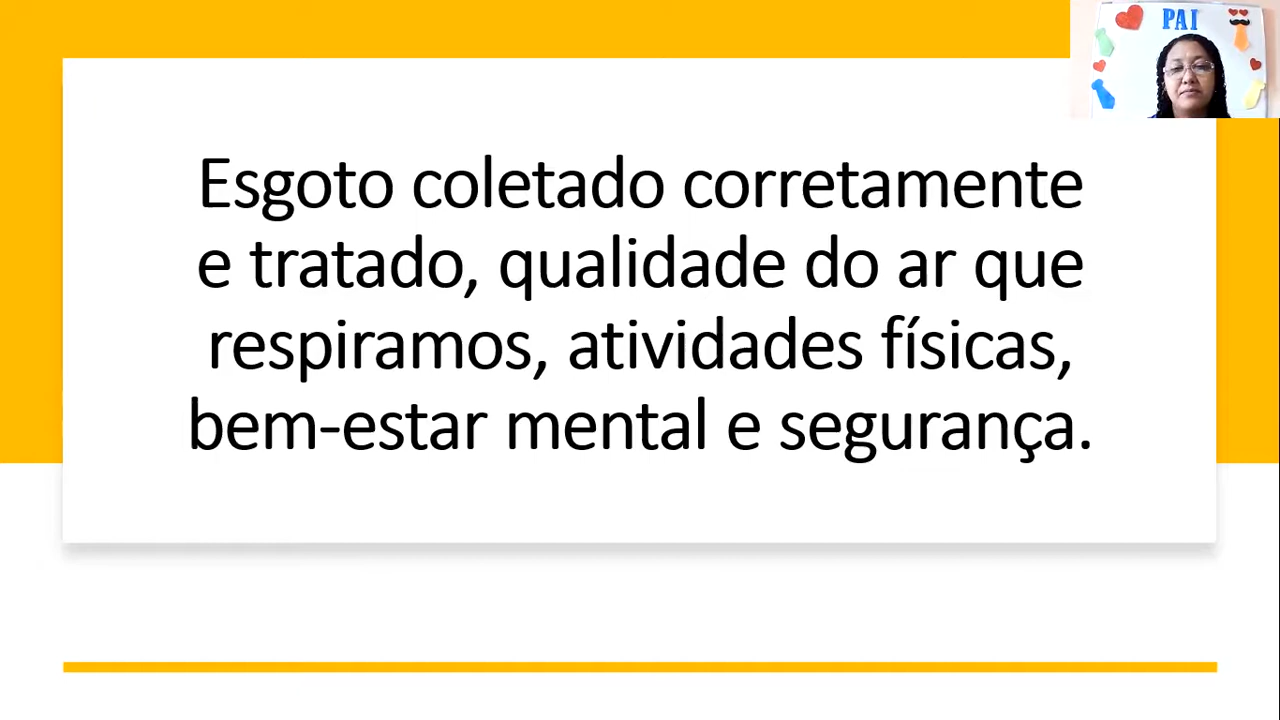 PAI
Esgoto coletado corretamente
e tratado, qualidade do ar que
respiramos, atividades físicas,
bem-estar mental e segurança.